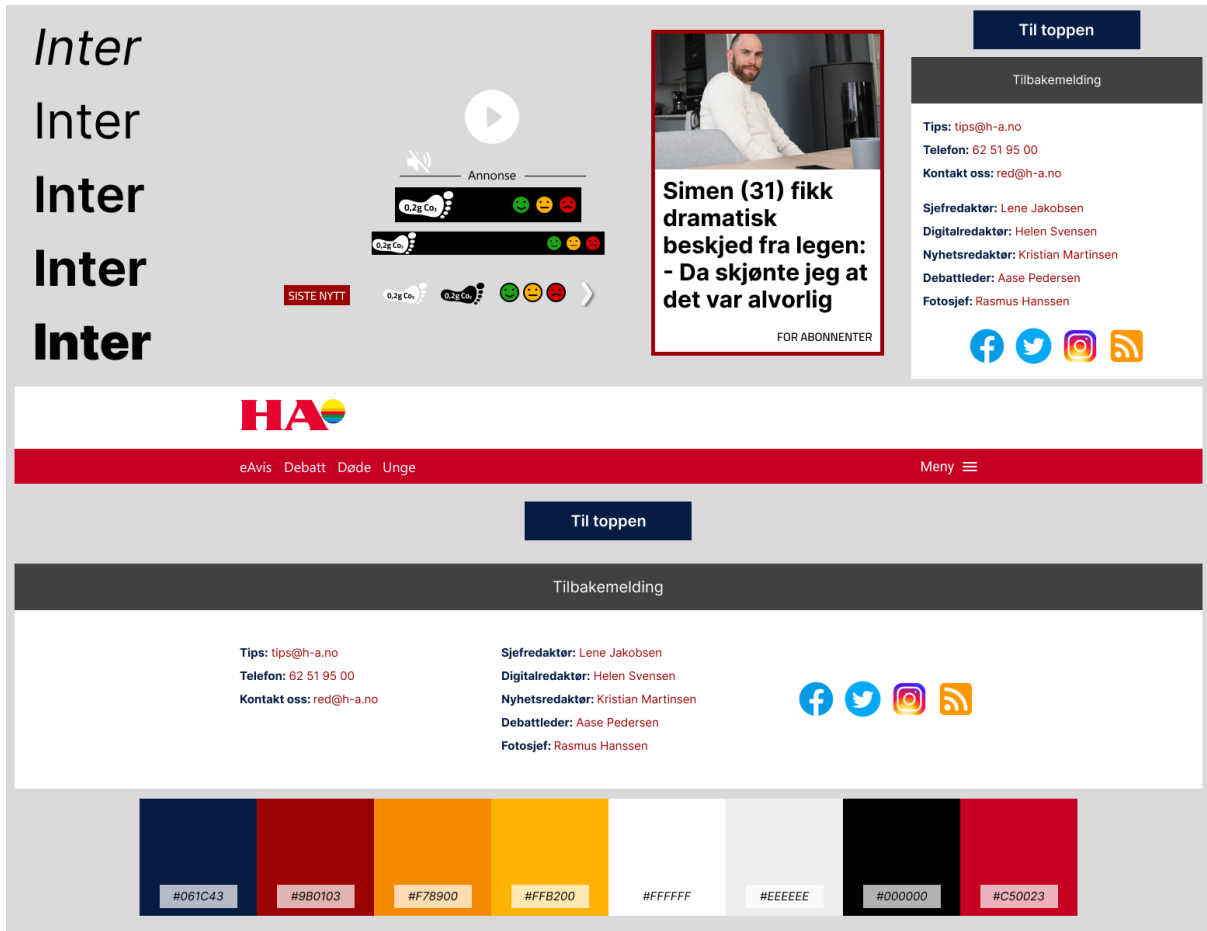 Inter
Inter
Inter
Inter
Inter
Annonse
0,2g Co₂
0,2g Co₂
SISTE NYTT
0,2g Co₂
0,2g Co₂
Simen (31) fikk
dramatisk
beskjed fra legen:
- Da skjønte jeg at
det var alvorlig
FOR ABONNENTER
Til toppen
Tilbakemelding
Tips: tips@h-a.no
Telefon: 62 51 95 00
Kontakt oss: red@h-a.no
Sjefredaktør: Lene Jakobsen
Digitalredaktør: Helen Svensen
Nyhetsredaktør: Kristian Martinsen
Debattleder: Aase Pedersen
Fotosjef: Rasmus Hanssen
HA
eAvis Debatt Døde Unge
Meny
Til toppen
Tilbakemelding
Tips: tips@h-a.no
Telefon: 62 51 95 00
Kontakt oss: red@h-a.no
Sjefredaktør: Lene Jakobsen
Digitalredaktør: Helen Svensen
Nyhetsredaktør: Kristian Martinsen
Debattleder: Aase Pedersen
Fotosjef: Rasmus Hanssen
#061C43 #9B0103 #F78900 #FFB200 #FFFFFF #EEEEEE #000000 #C50023